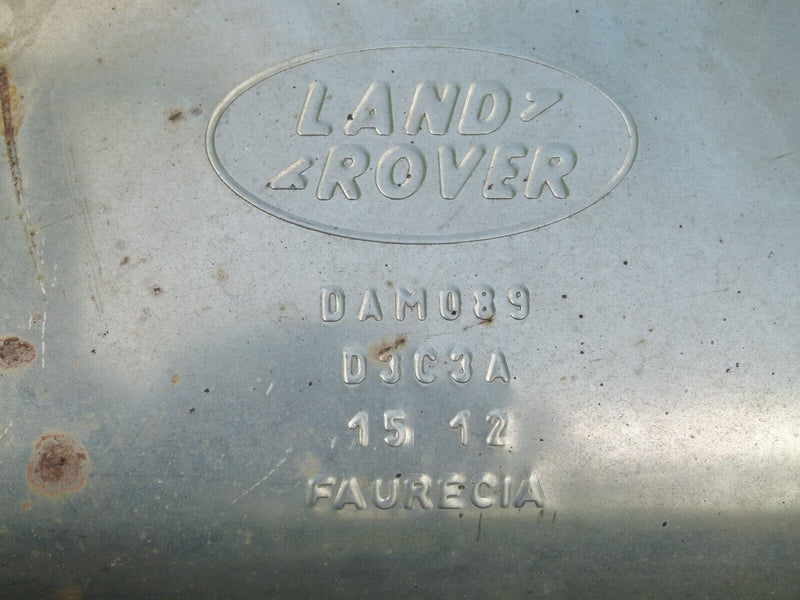 LAND
ROVER
DAM089
D3C3A
15 12
FAURECIA